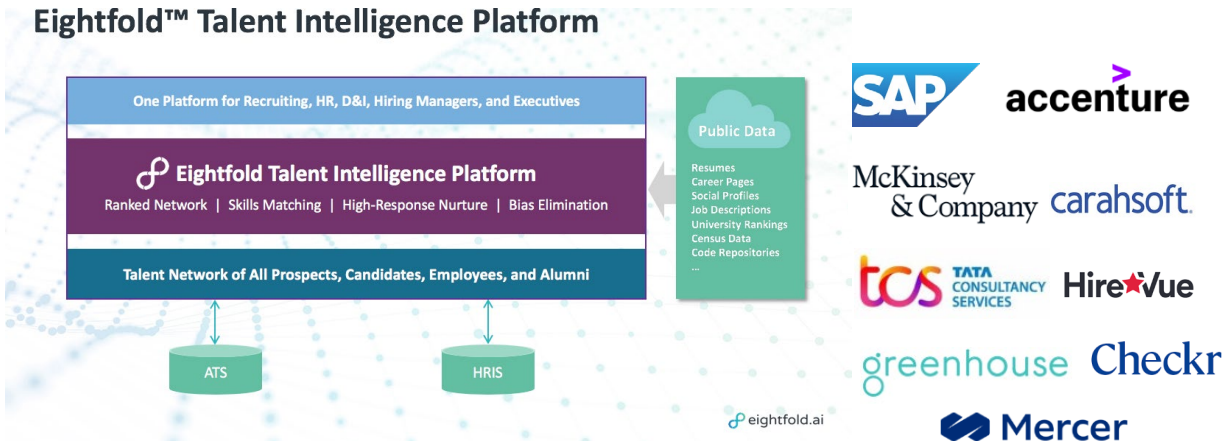 Eightfold™ Talent Intelligence Platform
One Platform for Recruiting, HR, D&I, Hiring Managers, and Executives
Eightfold Talent Intelligence Platform
Ranked Network | Skills Matching | High-Response Nurture | Bias Elimination
Talent Network of All Prospects, Candidates, Employees, and Alumni
ATS
HRIS
Public Data
Resumes
Career Pages
Social Profiles
Job Descriptions
University Rankings
Census Data
Code Repositories
...
eightfold.ai
SAP
accenture
McKinsey
& Company
carahsoft.
tcs
TATA
CONSULTANCY
SERVICES
HireVue
greenhouse
Checkr
Mercer